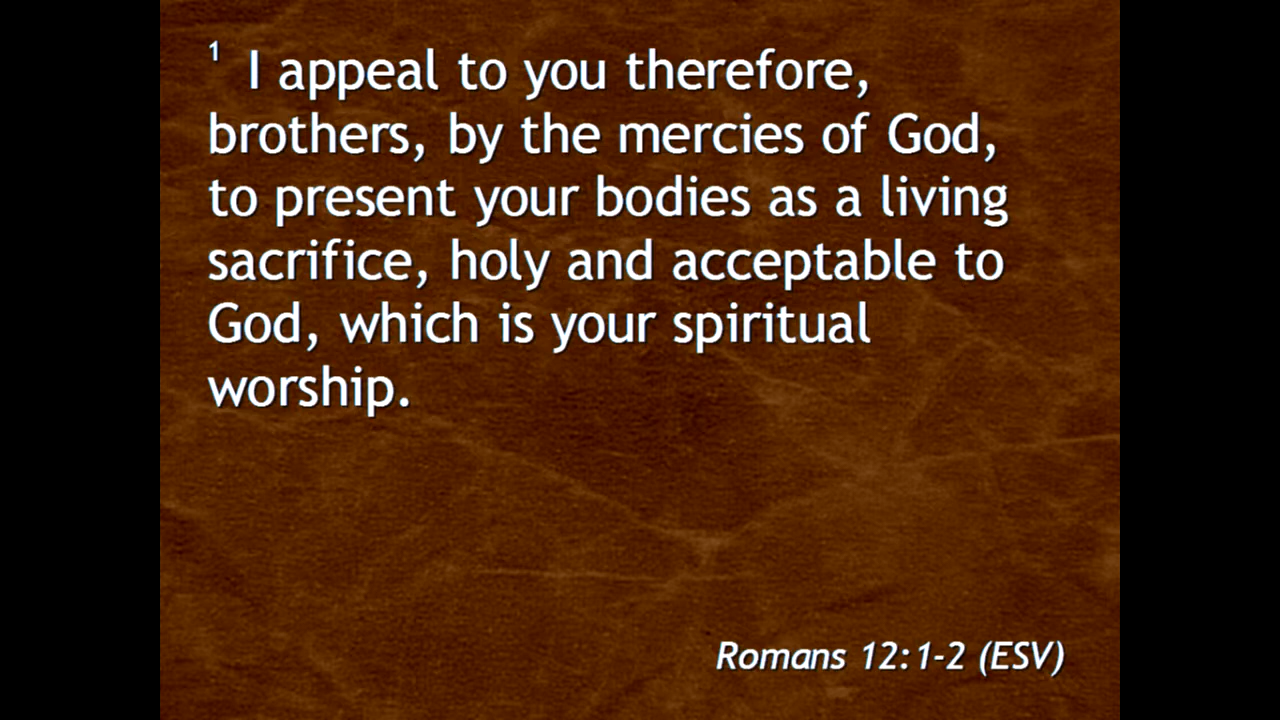 1 I appeal to you therefore,
brothers, by the mercies of God,
to present your bodies as a living
sacrifice, holy and acceptable to
God, which is your spiritual
worship.
Romans 12:1-2 (ESV)